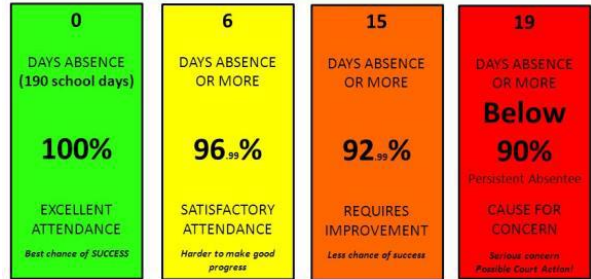 0
DAYS ABSENCE
(190 school days)
100%
EXCELLENT
ATTENDANCE
Best chance of SUCCESS
6
DAYS ABSENCE
OR MORE
96.99%
SATISFACTORY
ATTENDANCE
Harder to make good
progress
15
DAYS ABSENCE
OR MORE
92.99%
REQUIRES
IMPROVEMENT
Less chance of success
19
DAYS ABSENCE
OR MORE
Below
90%
Persistent Absentee
CAUSE FOR
CONCERN
Serious concern
Possible Court Action!